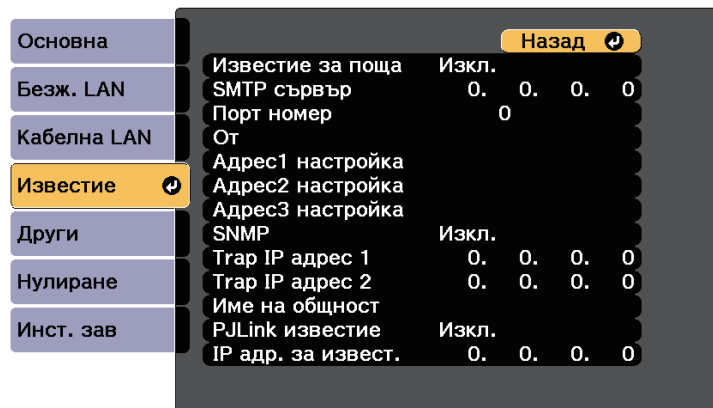 Основна
Безж. LAN
Кабелна LAN
Известие
Други
Нулиране
Инст. зав
Назад
Известие за поща Изкл.
SMTP сървър 0. 0. 0. 0
Порт номер 0
От
Адрес1 настройка
Адрес2 настройка
Адрес3 настройка
SNMP Изкл.
Trap IP адрес 1 0. 0. 0. 0
Trap IP адрес 2 0. 0. 0. 0
Име на общност
PJLink известие Изкл.
IP адр. за извест. 0. 0. 0. 0